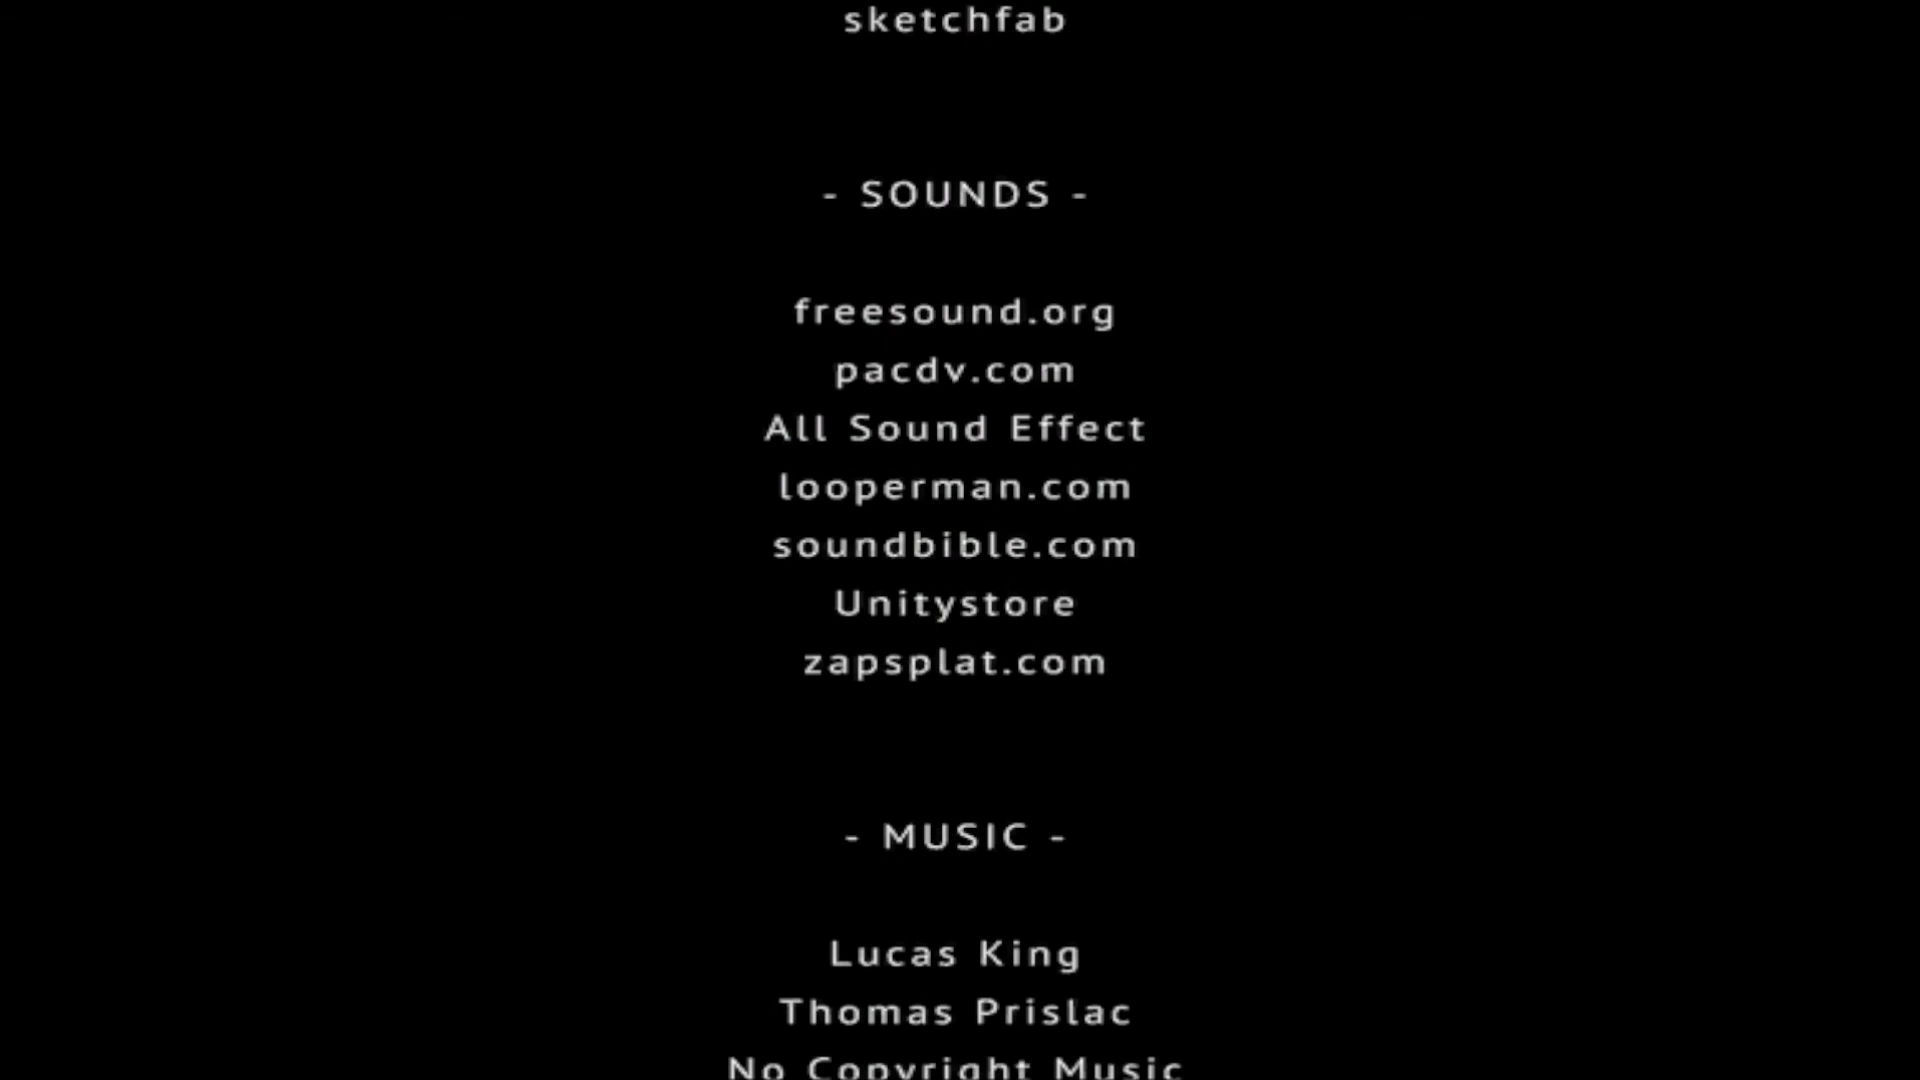 sketchfab
- SOUNDS -
freesound.org
pacdv.com
All Sound Effect
looperman.com
soundbible.com
Unitystore
zapsplat.com
- MUSIC -
Lucas King
Thomas Prislac
No Copyright Music